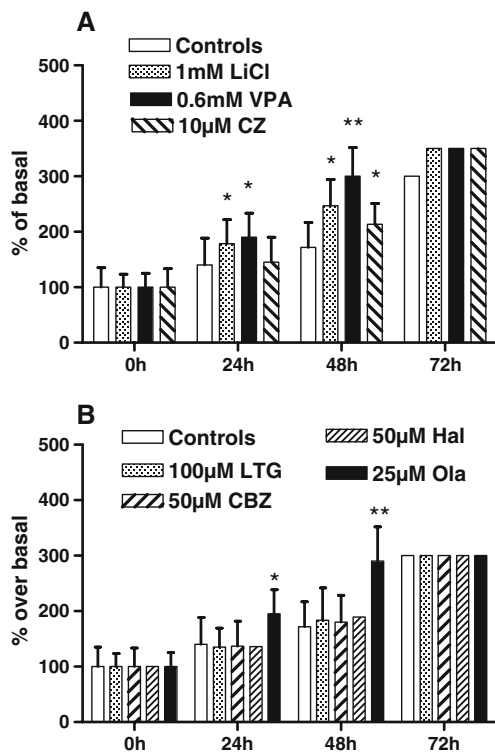 A
Controls
1mM LiCl
0.6mM VPA
10µM CZ
500
400
300
200
100
0
% of basal
* *
* ** *
0h 24h 48h 72h
B
Controls
100µM LTG
50µM CBZ
50µM Hal
25µM Ola
500
400
300
200
100
0
% over basal
*
**
0h 24h 48h 72h